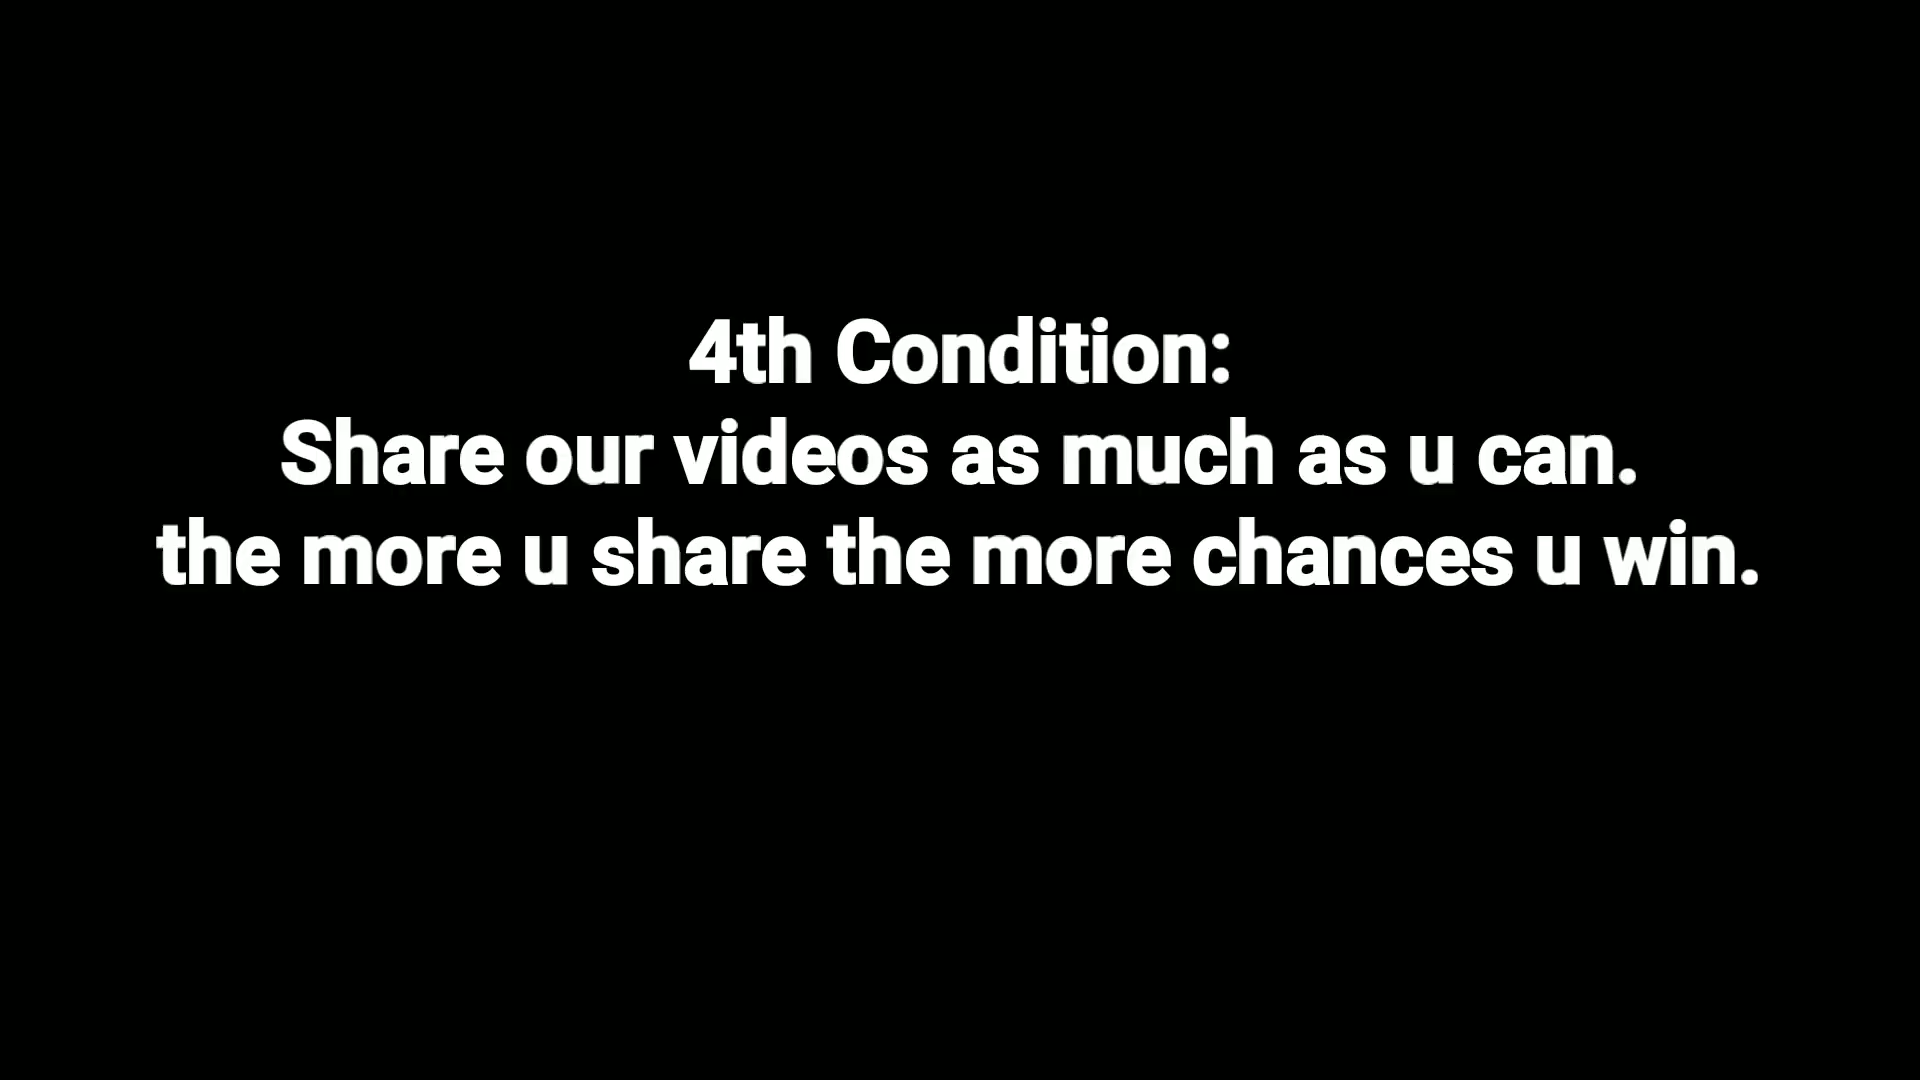 4th Condition:
Share our videos as much as u can.
the more u share the more chances u win.